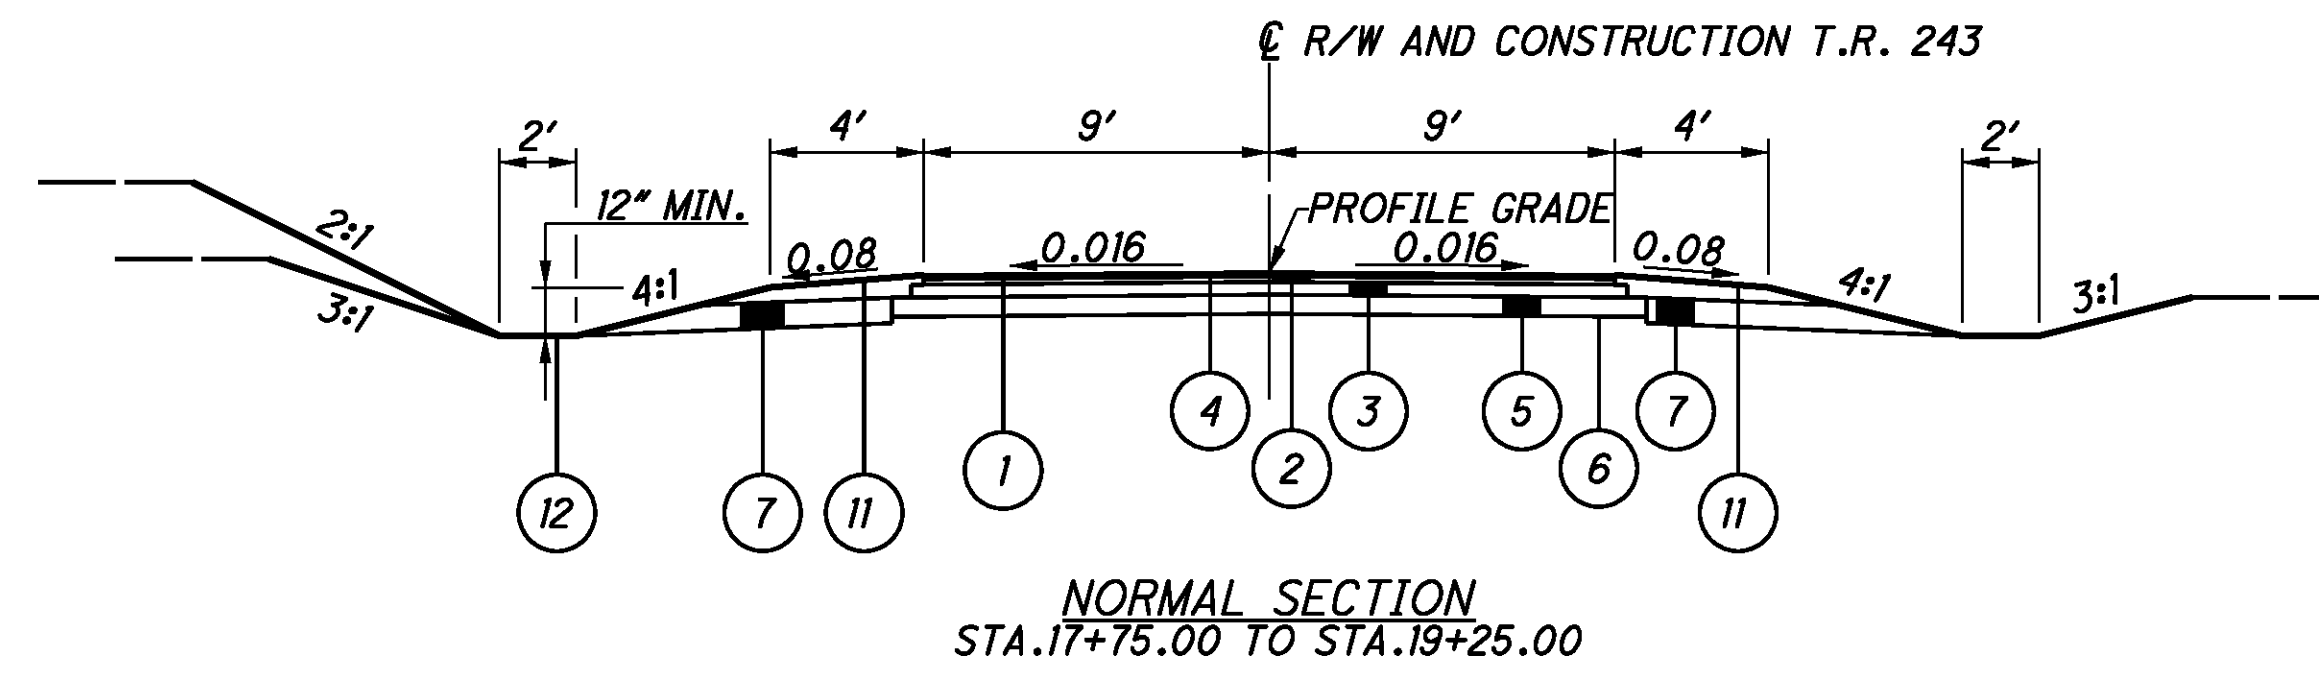 ℄ R/W AND CONSTRUCTION T.R. 243
2' 4' 9' 9' 4' 2'
12" MIN. PROFILE GRADE
2:1 0.08 0.016 0.016 0.08
3:1 4:1 4:1 3:1
4 3 5 7
1 2 6
12 7 11 11
NORMAL SECTION
STA.17+75.00 TO STA.19+25.00